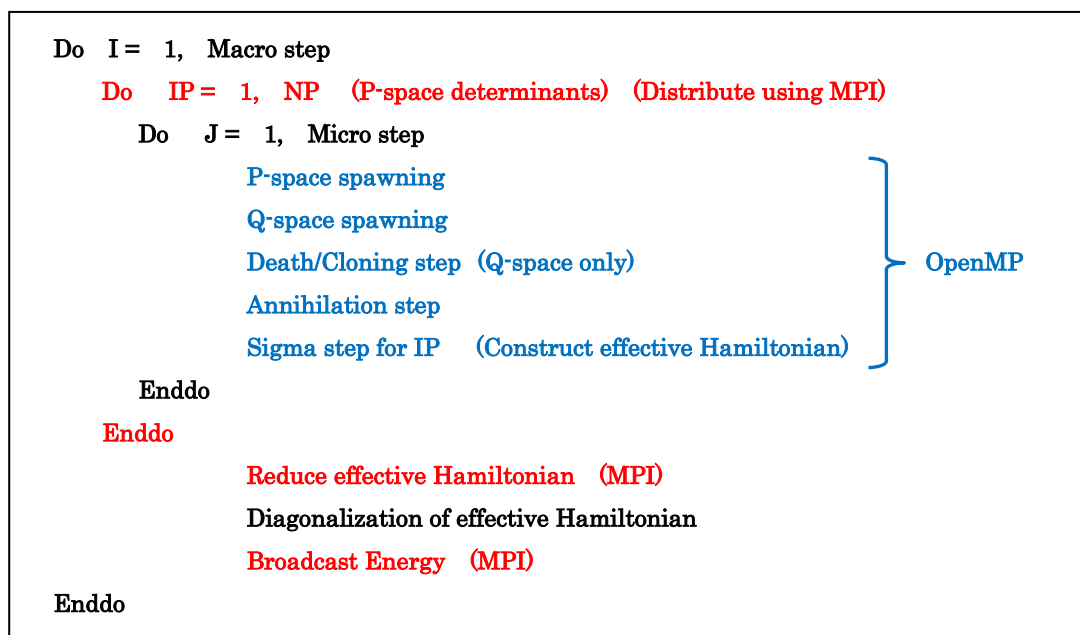 Do I = 1, Macro step
Do IP = 1, NP (P-space determinants) (Distribute using MPI)
Do J = 1, Micro step
P-space spawning
Q-space spawning
Death/Cloning step (Q-space only)
OpenMP
Annihilation step
Sigma step for IP (Construct effective Hamiltonian)
Enddo
Enddo
Reduce effective Hamiltonian (MPI)
Diagonalization of effective Hamiltonian
Broadcast Energy (MPI)
Enddo